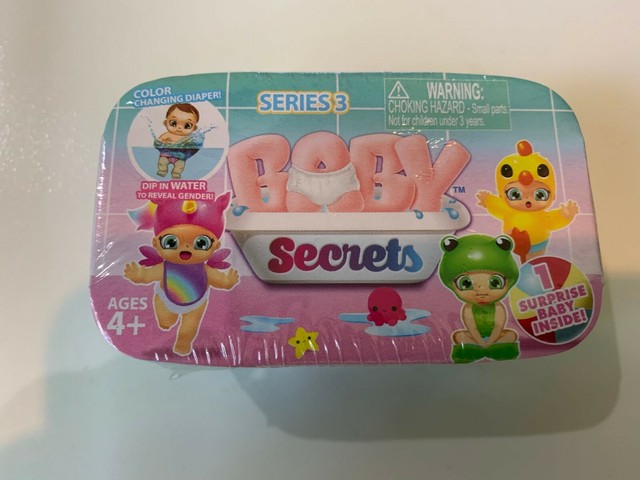 COLOR
CHANGING DIAPER!
SERIES 3
WARNING:
CHOKING HAZARD - Small parts.
Not for children under 3 years.
DIP IN WATER
TO REVEAL GENDER!
BABY
TM
Secrets
AGES
4+
1
SURPRISE
BABY
INSIDE!